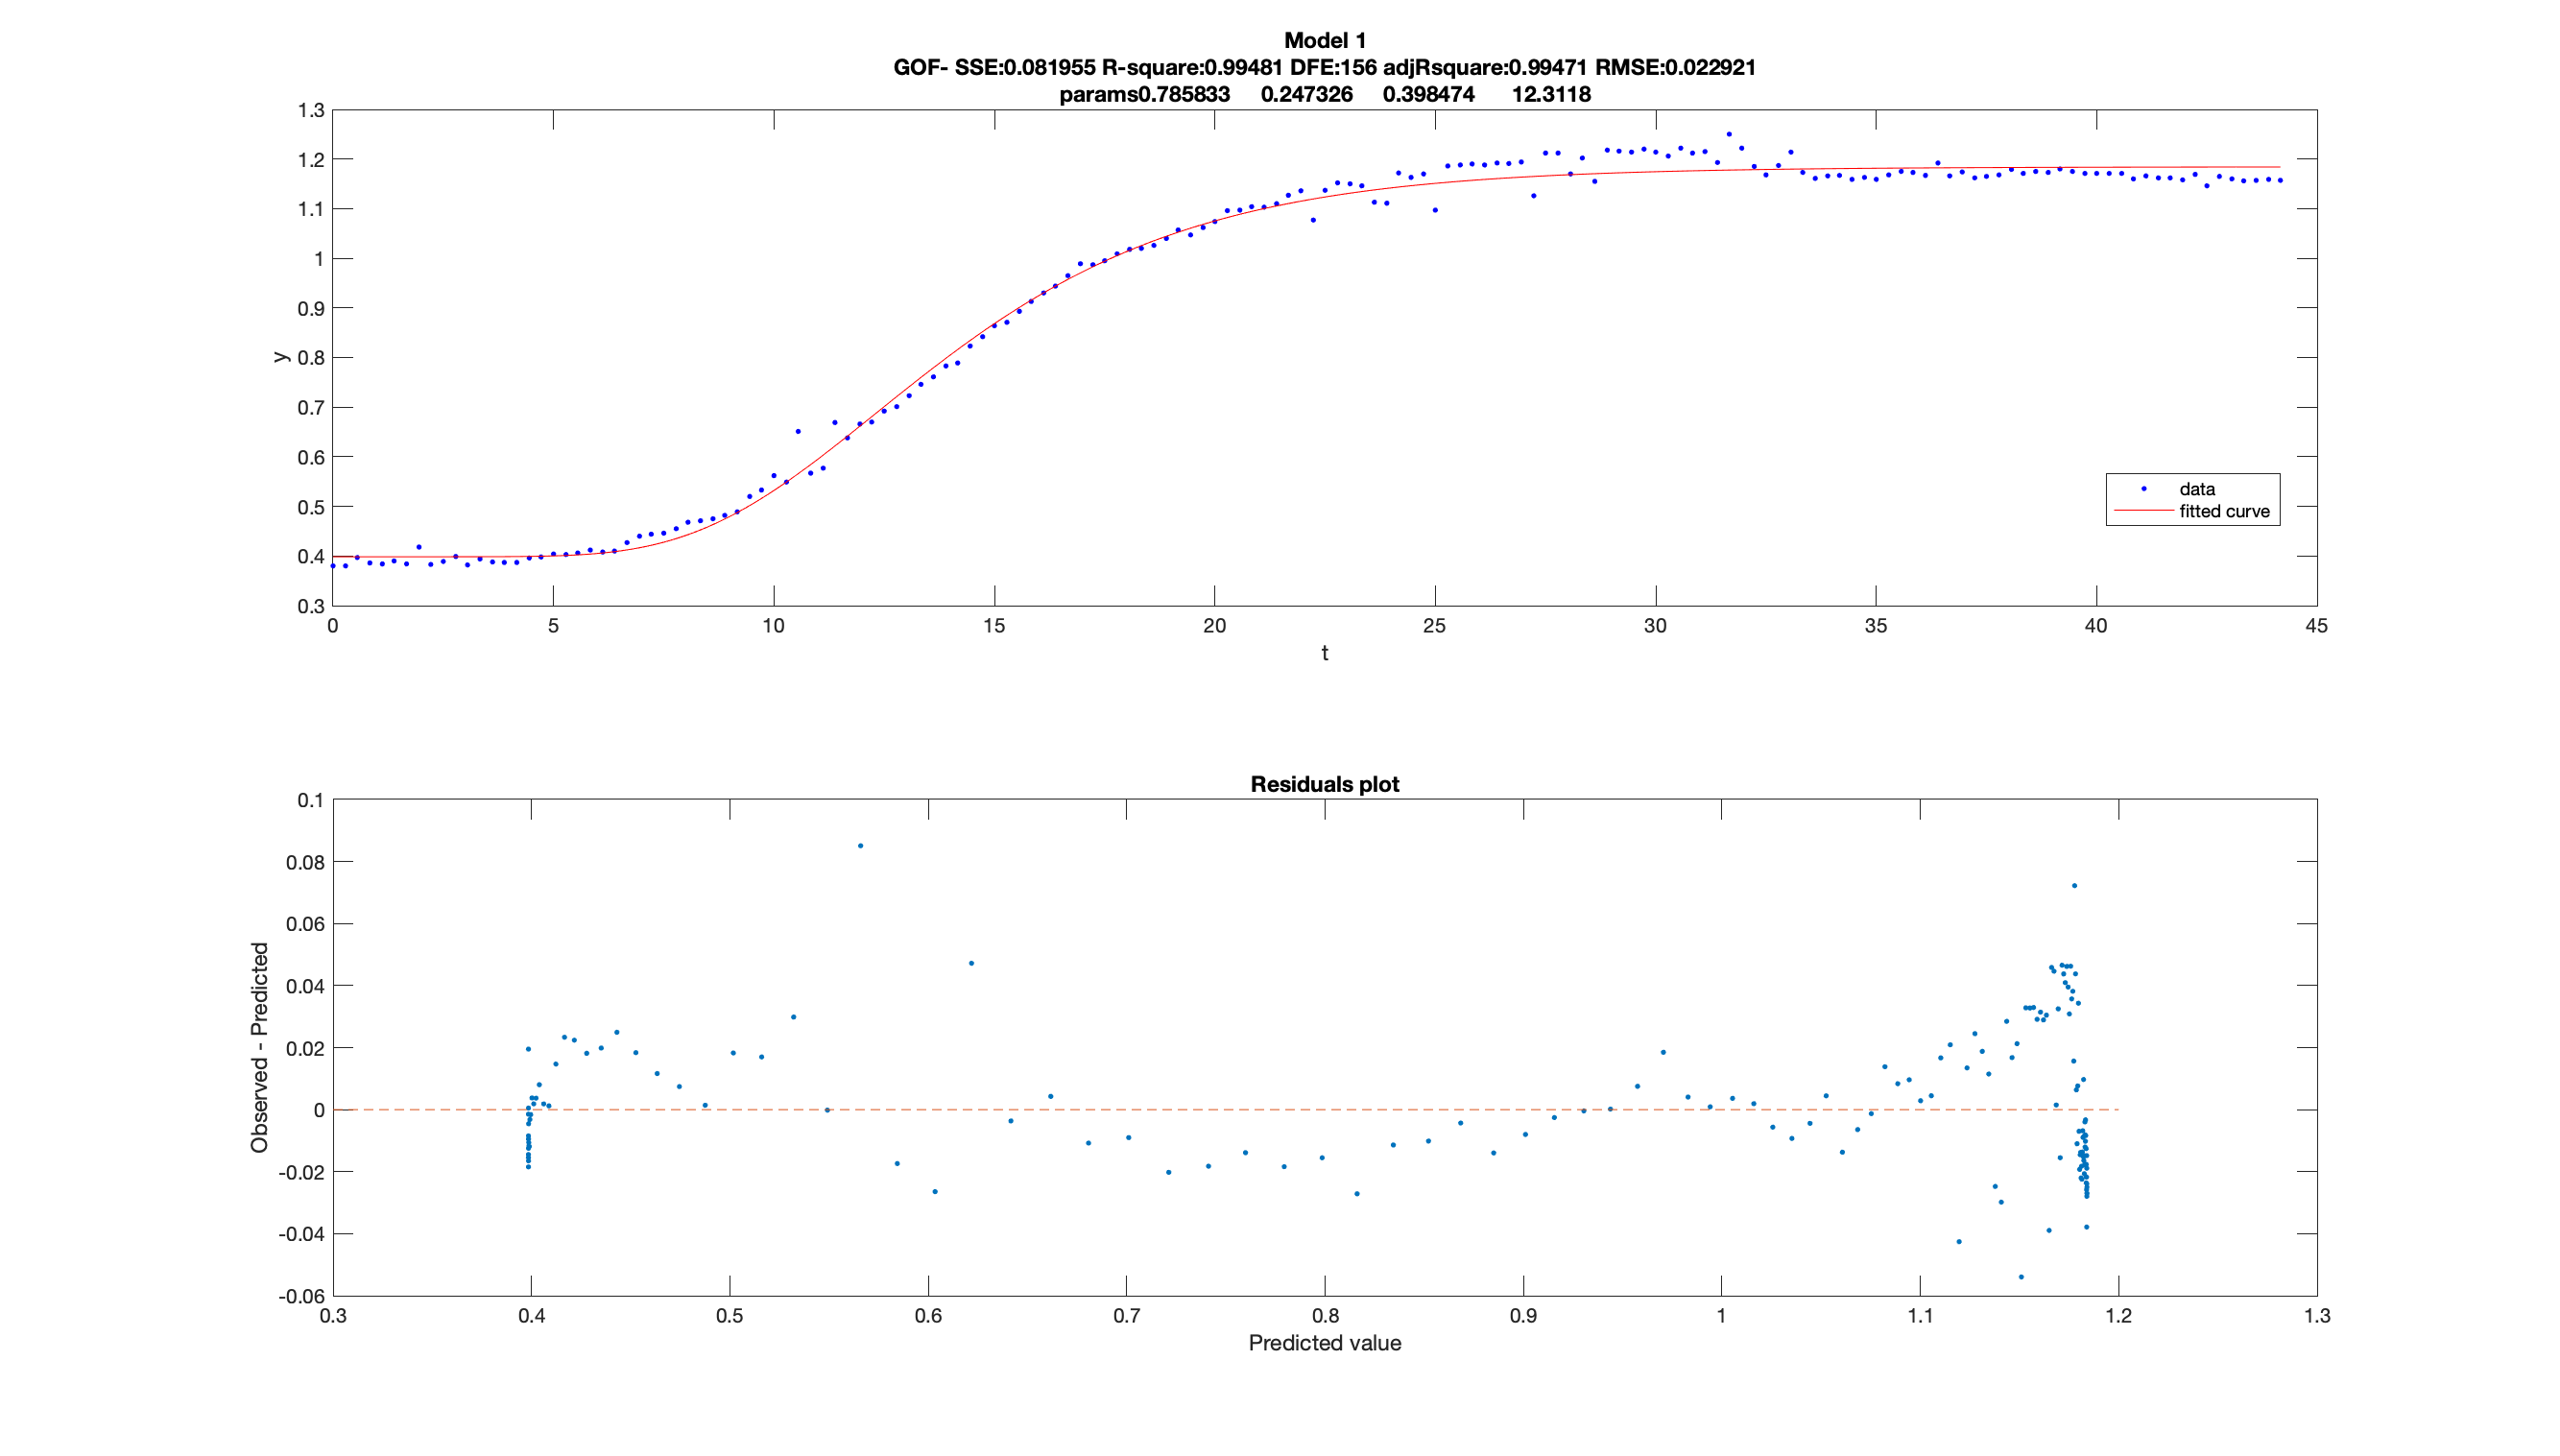 Model 1
GOF- SSE:0.081955 R-square:0.99481 DFE:156 adjRsquare:0.99471 RMSE:0.022921
params0.785833 0.247326 0.398474 12.3118
1.3
1.2
1.1
1
0.9
0.8
0.7
0.6
0.5
0.4
0.3
y
data
fitted curve
0 5 10 15 20 25 30 35 40 45
t
Residuals plot
0.1
0.08
0.06
0.04
0.02
0
-0.02
-0.04
-0.06
Observed - Predicted
0.3 0.4 0.5 0.6 0.7 0.8 0.9 1 1.1 1.2 1.3
Predicted value